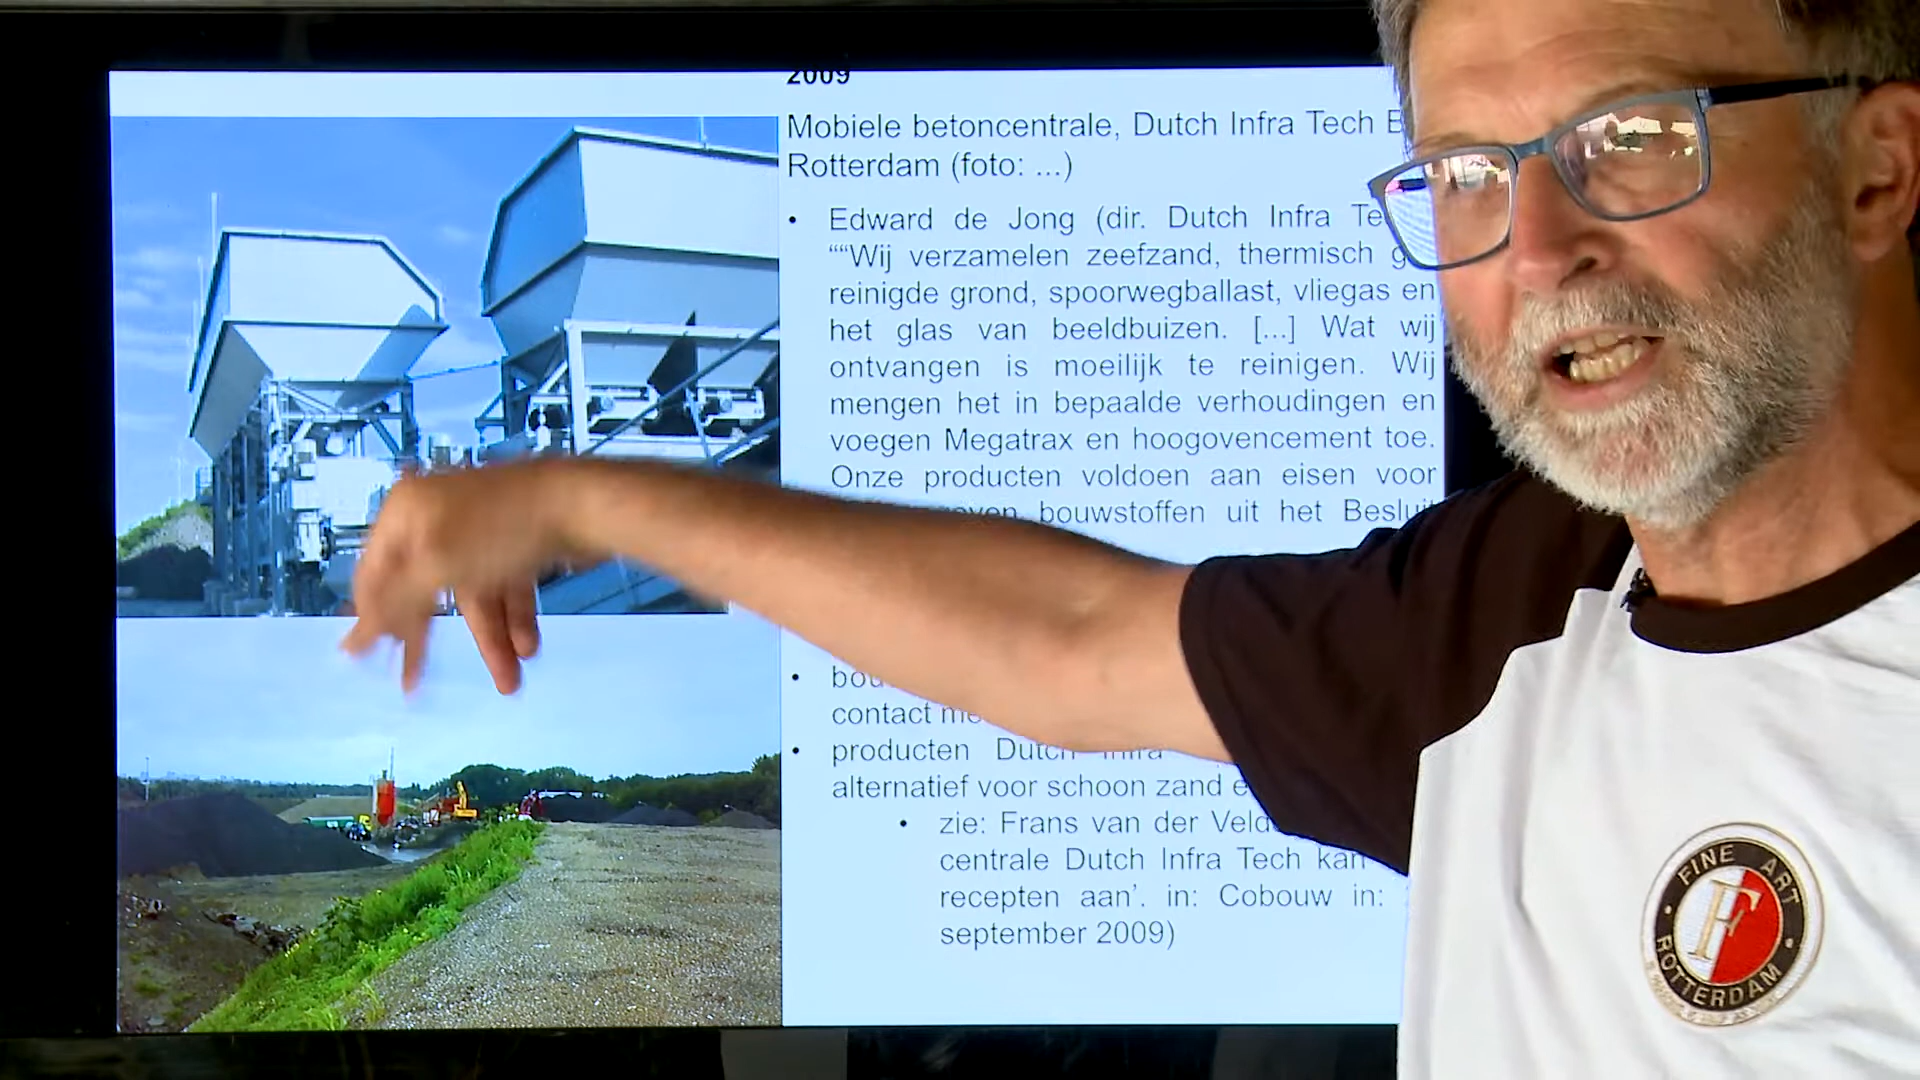 2009
Mobiele betoncentrale, Dutch Infra Tech
Rotterdam (foto: ...)
• Edward de Jong (dir. Dutch Infra
““Wij verzamelen zeefzand, thermisch
reinigde grond, spoorwegballast, vliegas en
het glas van beeldbuizen. [...] Wat wij
ontvangen is moeilijk te reinigen. Wij
mengen het in bepaalde verhoudingen en
voegen Megatrax en hoogovencement toe.
Onze producten voldoen aan eisen voor
bouwstoffen uit het Besluit
•
contact
• producten Dutch Infra
alternatief voor schoon zand
• zie: Frans van der
centrale Dutch Infra Tech kan
recepten aan’. in: Cobouw in:
september 2009)
FINE ART
F
ROTTERDAM